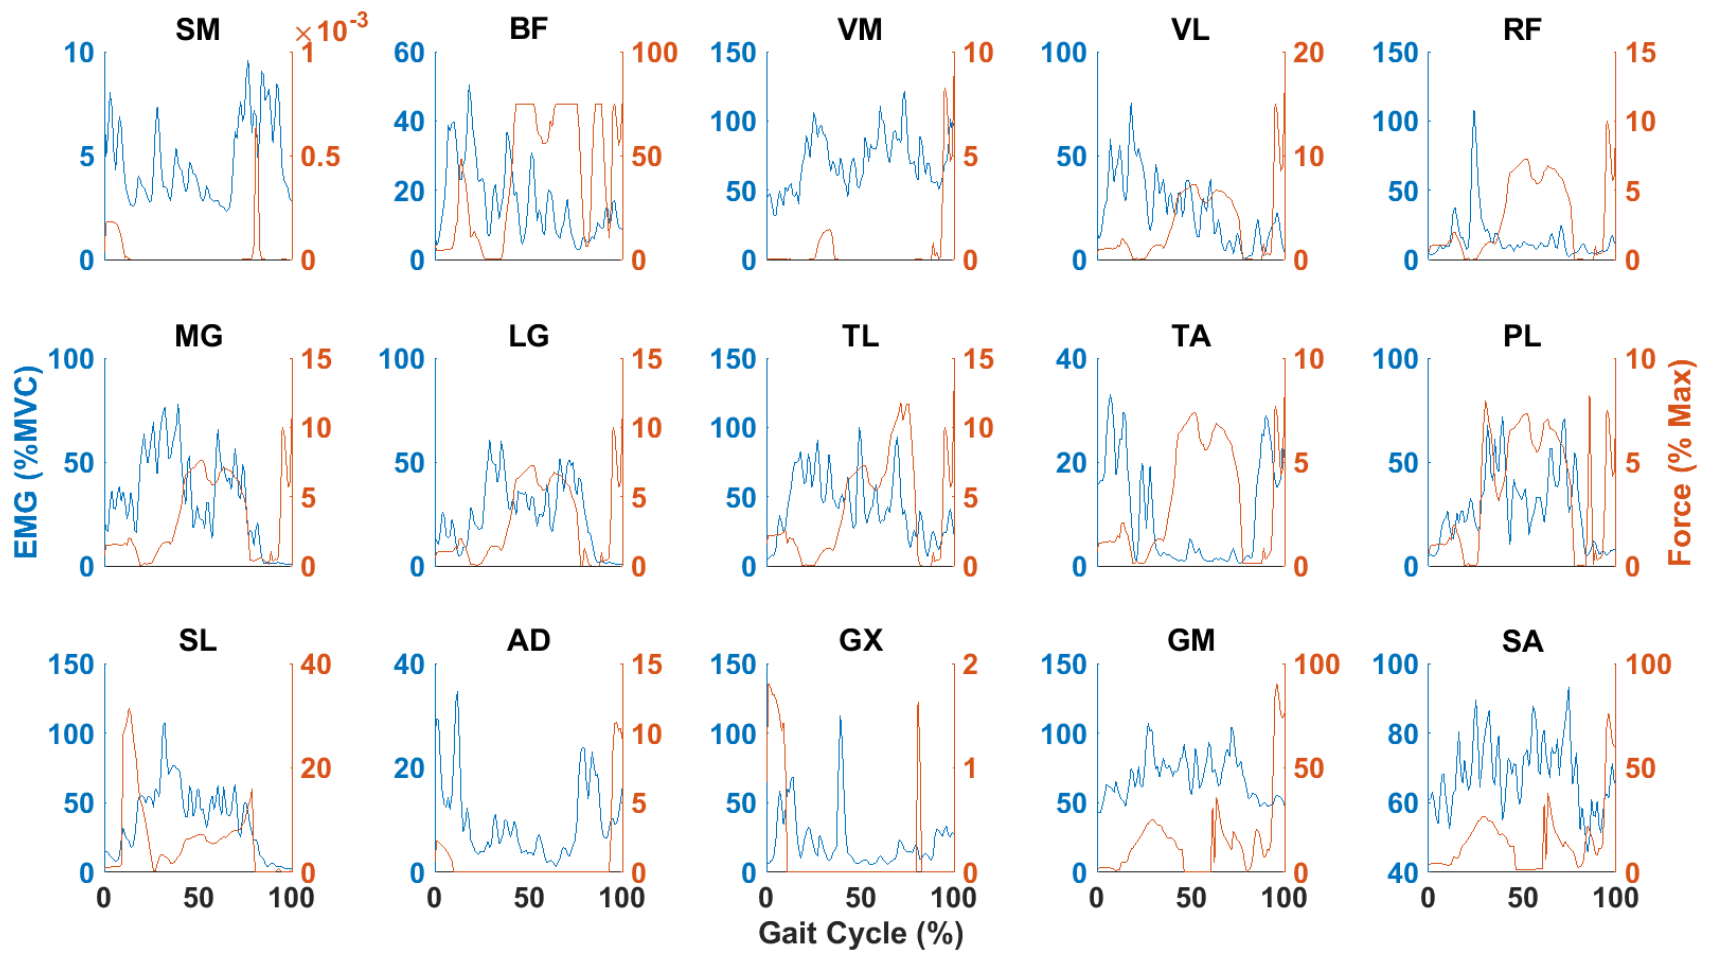 SM ×10⁻³ BF VM VL RF
10 1 60 100 150 10 100 20 150 15
40 100 100 10
5 0.5 50 5 50 10
20 50 50 5
0 0 0 0 0 0 0 0 0 0
MG LG TL TA PL
100 15 100 15 150 15 40 10 100 10
10 10 100 10
50 50 20 5 50 5
5 5 50 5
0 0 0 0 0 0 0 0 0 0
EMG (%MVC)
Force (% Max)
SL AD GX GM SA
150 40 40 15 150 2 150 100 100 100
100 10 100 100 80
20 20 1 50 50
50 5 50 50 60
0 0 0 0 0 0 0 0 40 0
0 50 100 0 50 100 0 50 100 0 50 100 0 50 100
Gait Cycle (%)